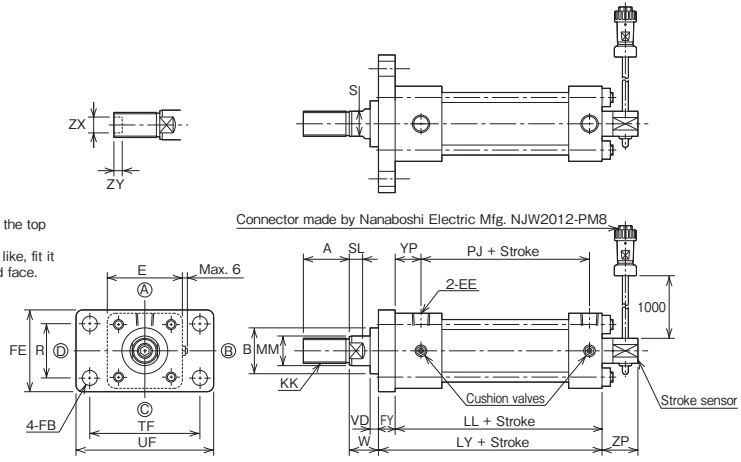 S
ZX
ZY
the top
like, fit it
d face.
Connector made by Nanaboshi Electric Mfg. NJW2012-PM8
A
SL
YP
PJ + Stroke
E
Max. 6
Ⓐ
2-EE
1000
FE
R
Ⓓ
Ⓑ
B
MM
KK
Cushion valves
Stroke sensor
Ⓒ
4-FB
TF
UF
VD
FY
LL + Stroke
W
LY + Stroke
ZP